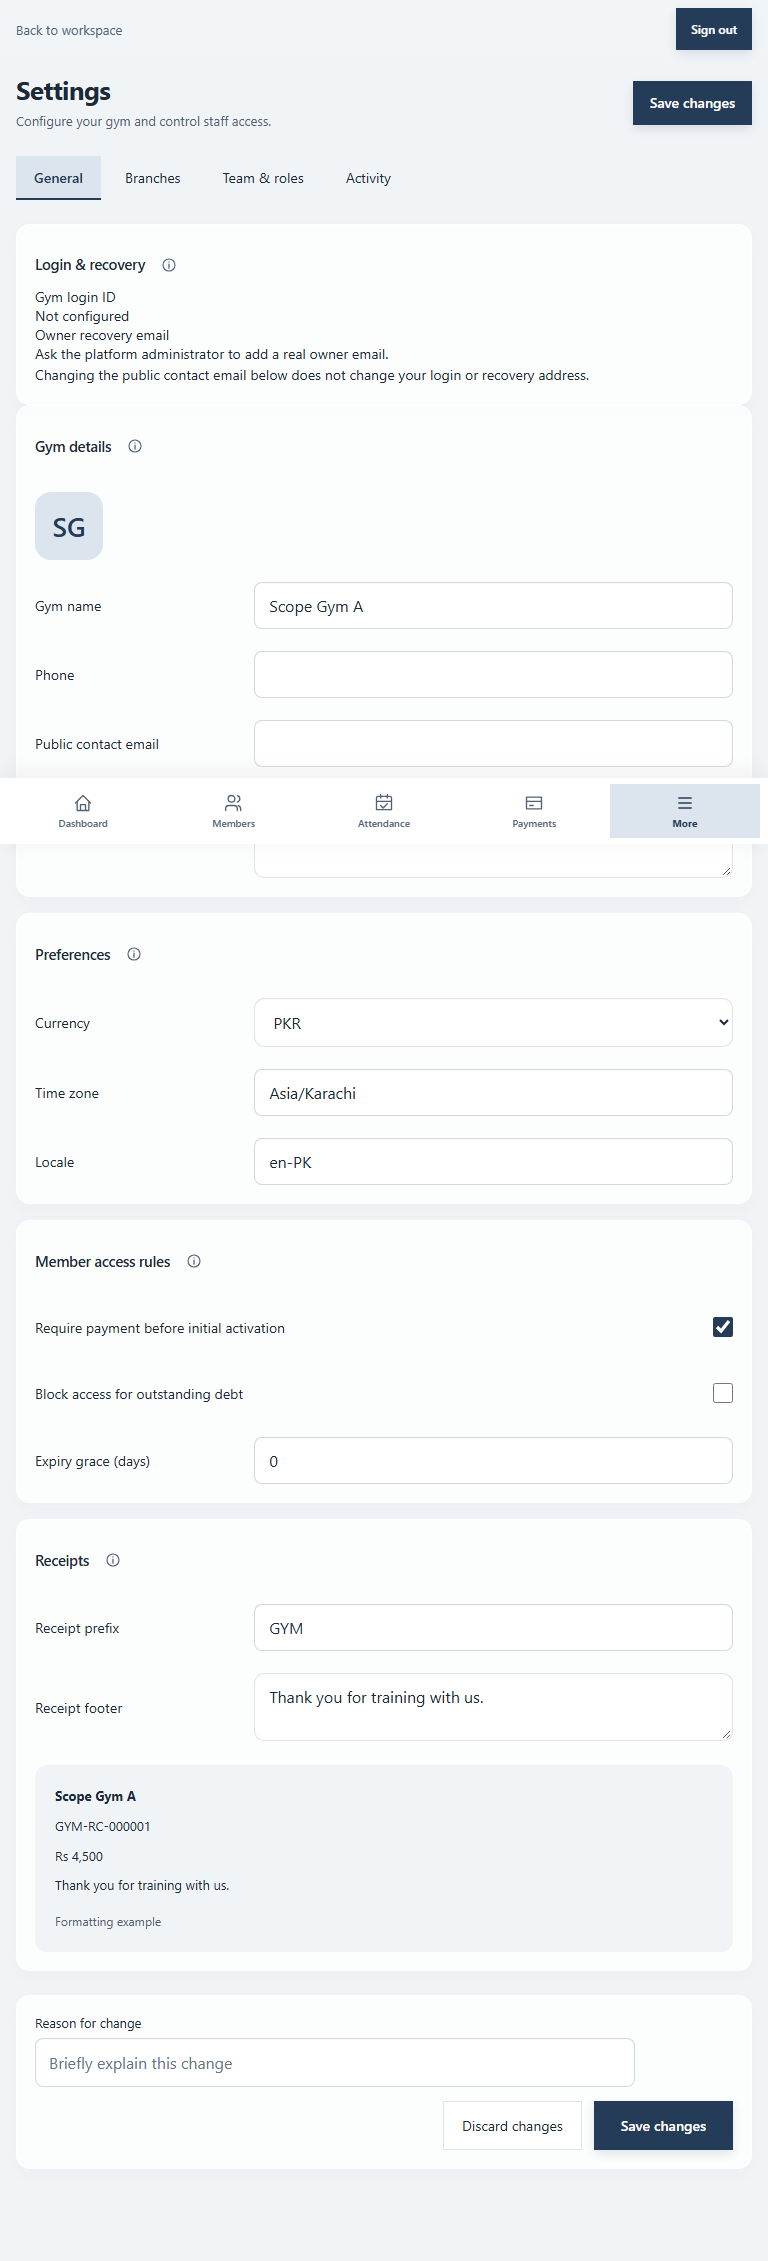 Back to workspace
Sign out
Settings
Save changes
Configure your gym and control staff access.
General
Branches
Team & roles
Activity
Login & recovery
Gym login ID
Not configured
Owner recovery email
Ask the platform administrator to add a real owner email.
Changing the public contact email below does not change your login or recovery address.
Gym details
SG
Gym name
Scope Gym A
Phone
Public contact email
Dashboard
Members
Attendance
Payments
More
Preferences
Currency
PKR
Time zone
Asia/Karachi
Locale
en-PK
Member access rules
Require payment before initial activation
Block access for outstanding debt
Expiry grace (days)
0
Receipts
Receipt prefix
GYM
Receipt footer
Thank you for training with us.
Scope Gym A
GYM-RC-000001
Rs 4,500
Thank you for training with us.
Formatting example
Reason for change
Briefly explain this change
Discard changes
Save changes